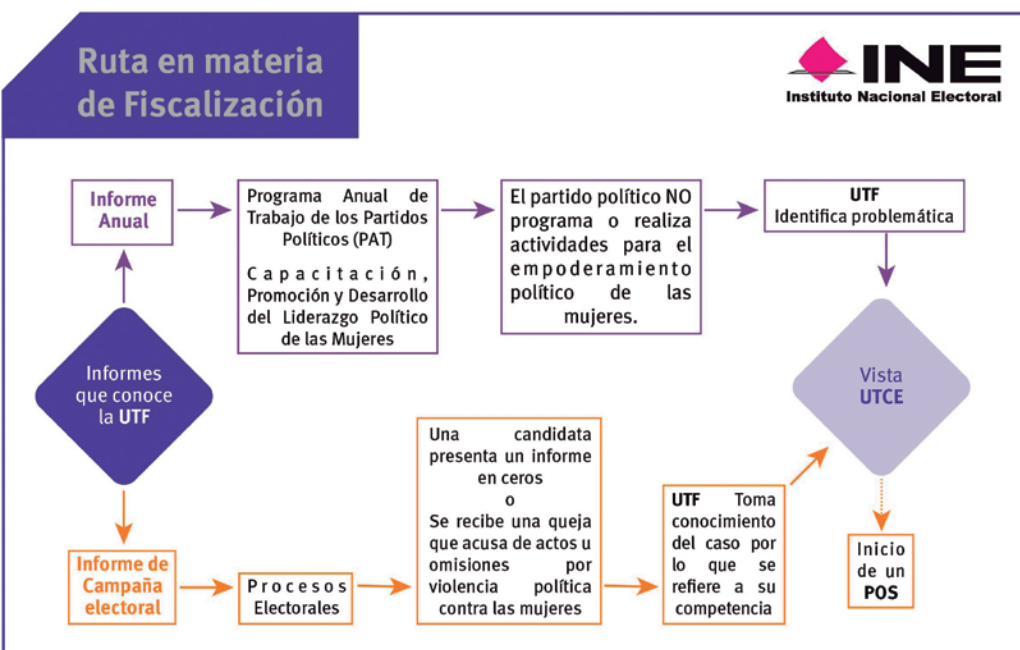 Ruta en materia
de Fiscalización
INE
Instituto Nacional Electoral
Informe
Anual
Programa Anual de
Trabajo de los Partidos
Políticos (PAT)
Capacitación,
Promoción y Desarrollo
del Liderazgo Político
de las Mujeres
El partido político NO
programa o realiza
actividades para el
empoderamiento
político de las
mujeres.
UTF
Identifica problemática
Informes
que conoce
la UTF
Vista
UTCE
Informe de
Campaña
electoral
Procesos
Electorales
Una candidata
presenta un informe
en ceros
o
Se recibe una queja
que acusa de actos u
omisiones por
violencia política
contra las mujeres
UTF Toma
conocimiento
del caso por
lo que se
refiere a su
competencia
Inicio
de un
POS